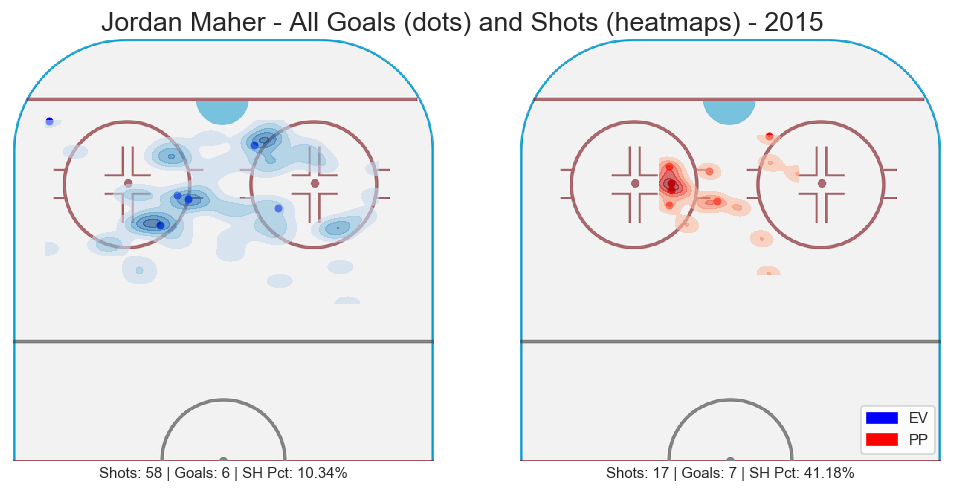 Jordan Maher - All Goals (dots) and Shots (heatmaps) - 2015
EV
PP
Shots: 58 | Goals: 6 | SH Pct: 10.34%
Shots: 17 | Goals: 7 | SH Pct: 41.18%